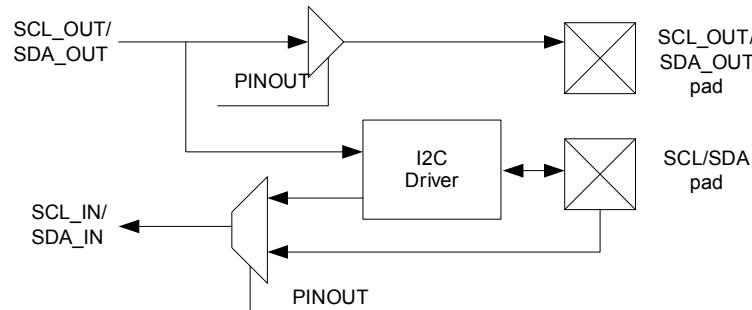 SCL_OUT/
SDA_OUT
SCL_OUT/
SDA_OUT
pad
PINOUT
I2C
Driver
SCL/SDA
pad
SCL_IN/
SDA_IN
PINOUT